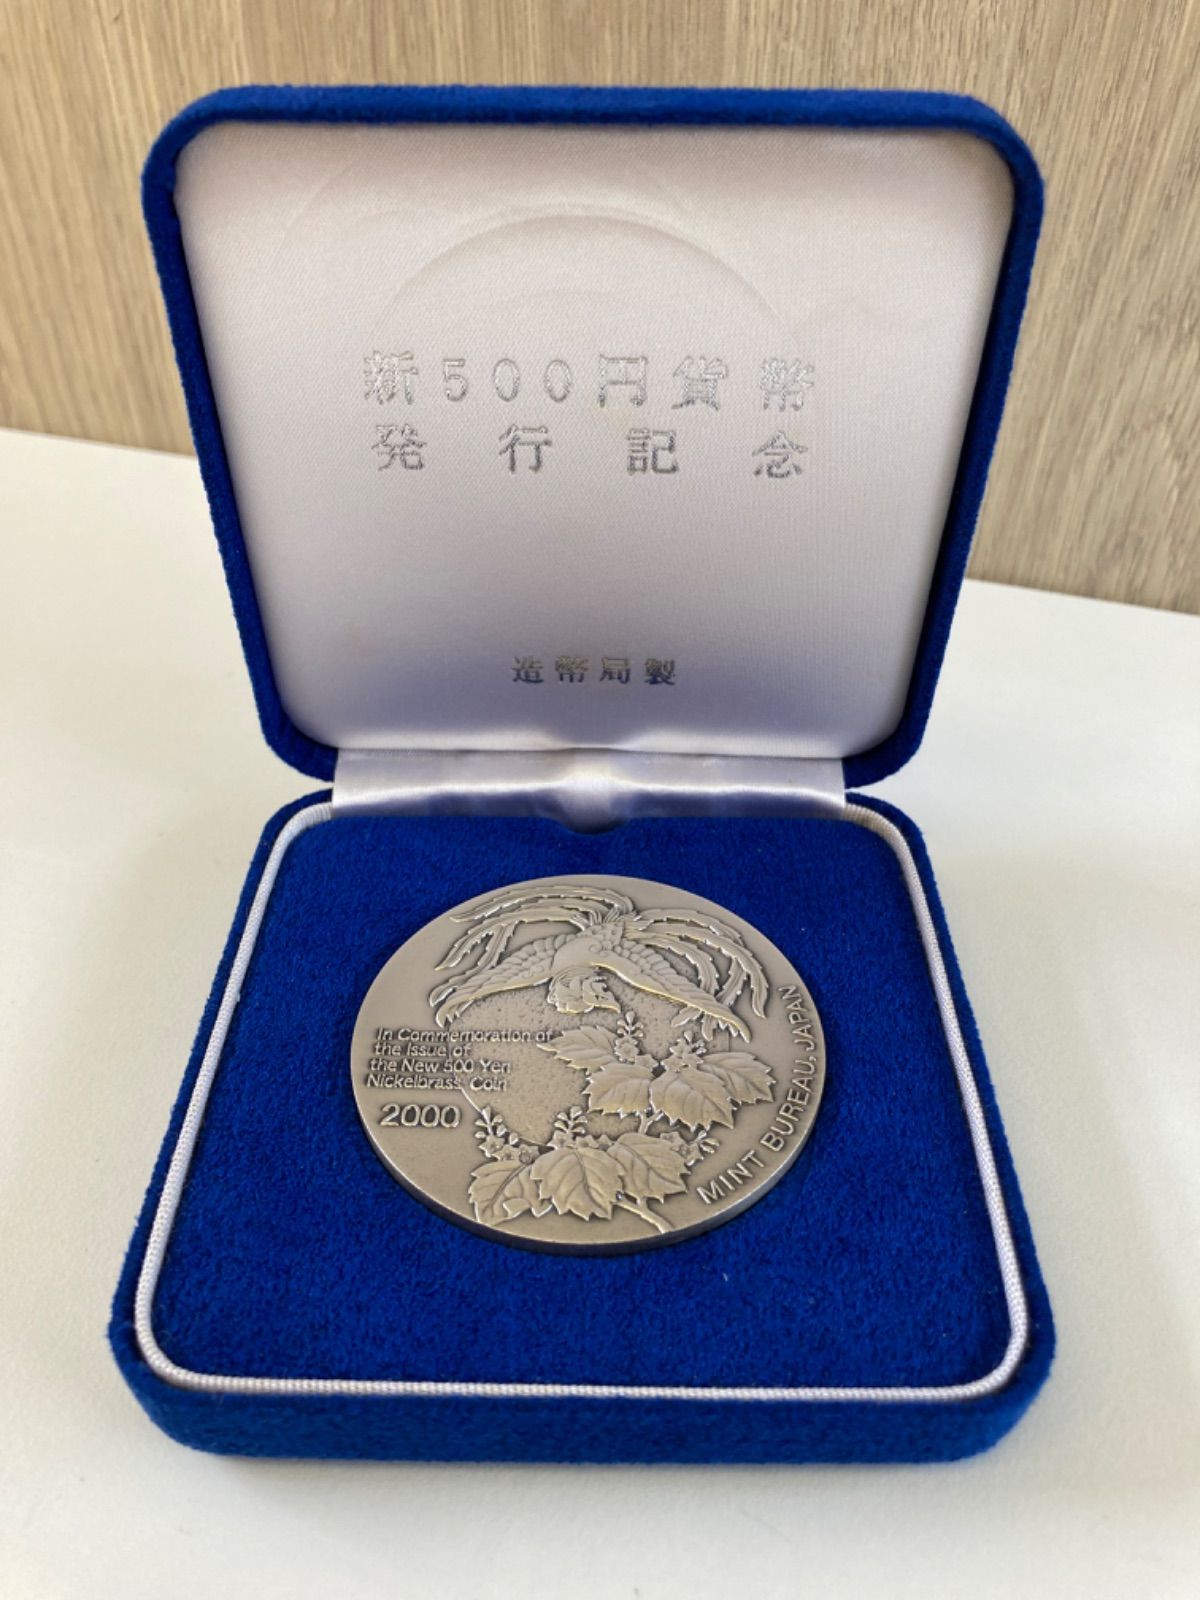 新500円貨幣
発行記念
造幣局製
In Commemoration of
the Issue of
the New 500 Yen
Nickelbrass Coin
2000
MINT BUREAU, JAPAN